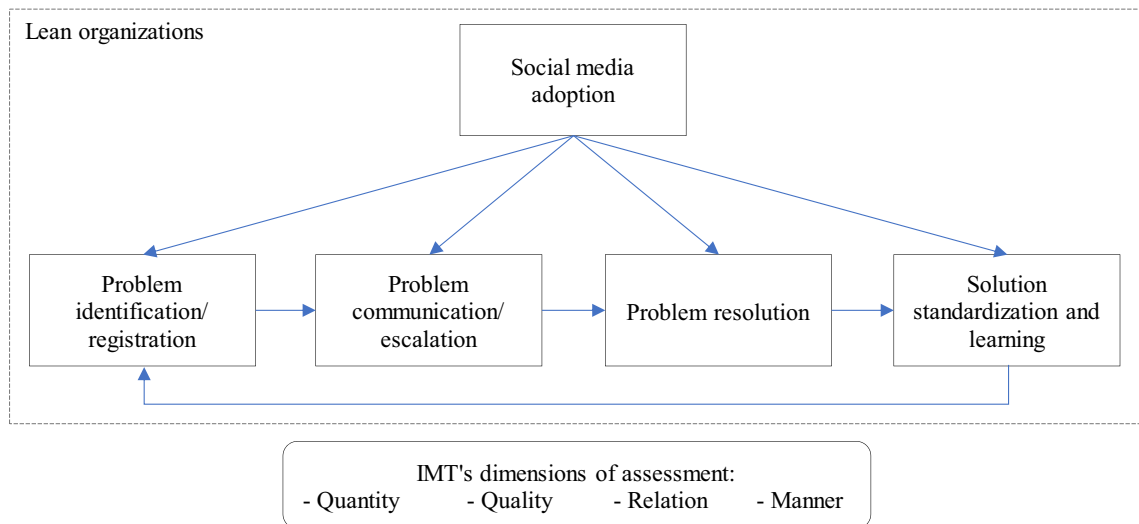 Lean organizations
Social media
adoption
Problem
identification/
registration
Problem
communication/
escalation
Problem resolution
Solution
standardization and
learning
IMT's dimensions of assessment:
- Quantity - Quality - Relation - Manner